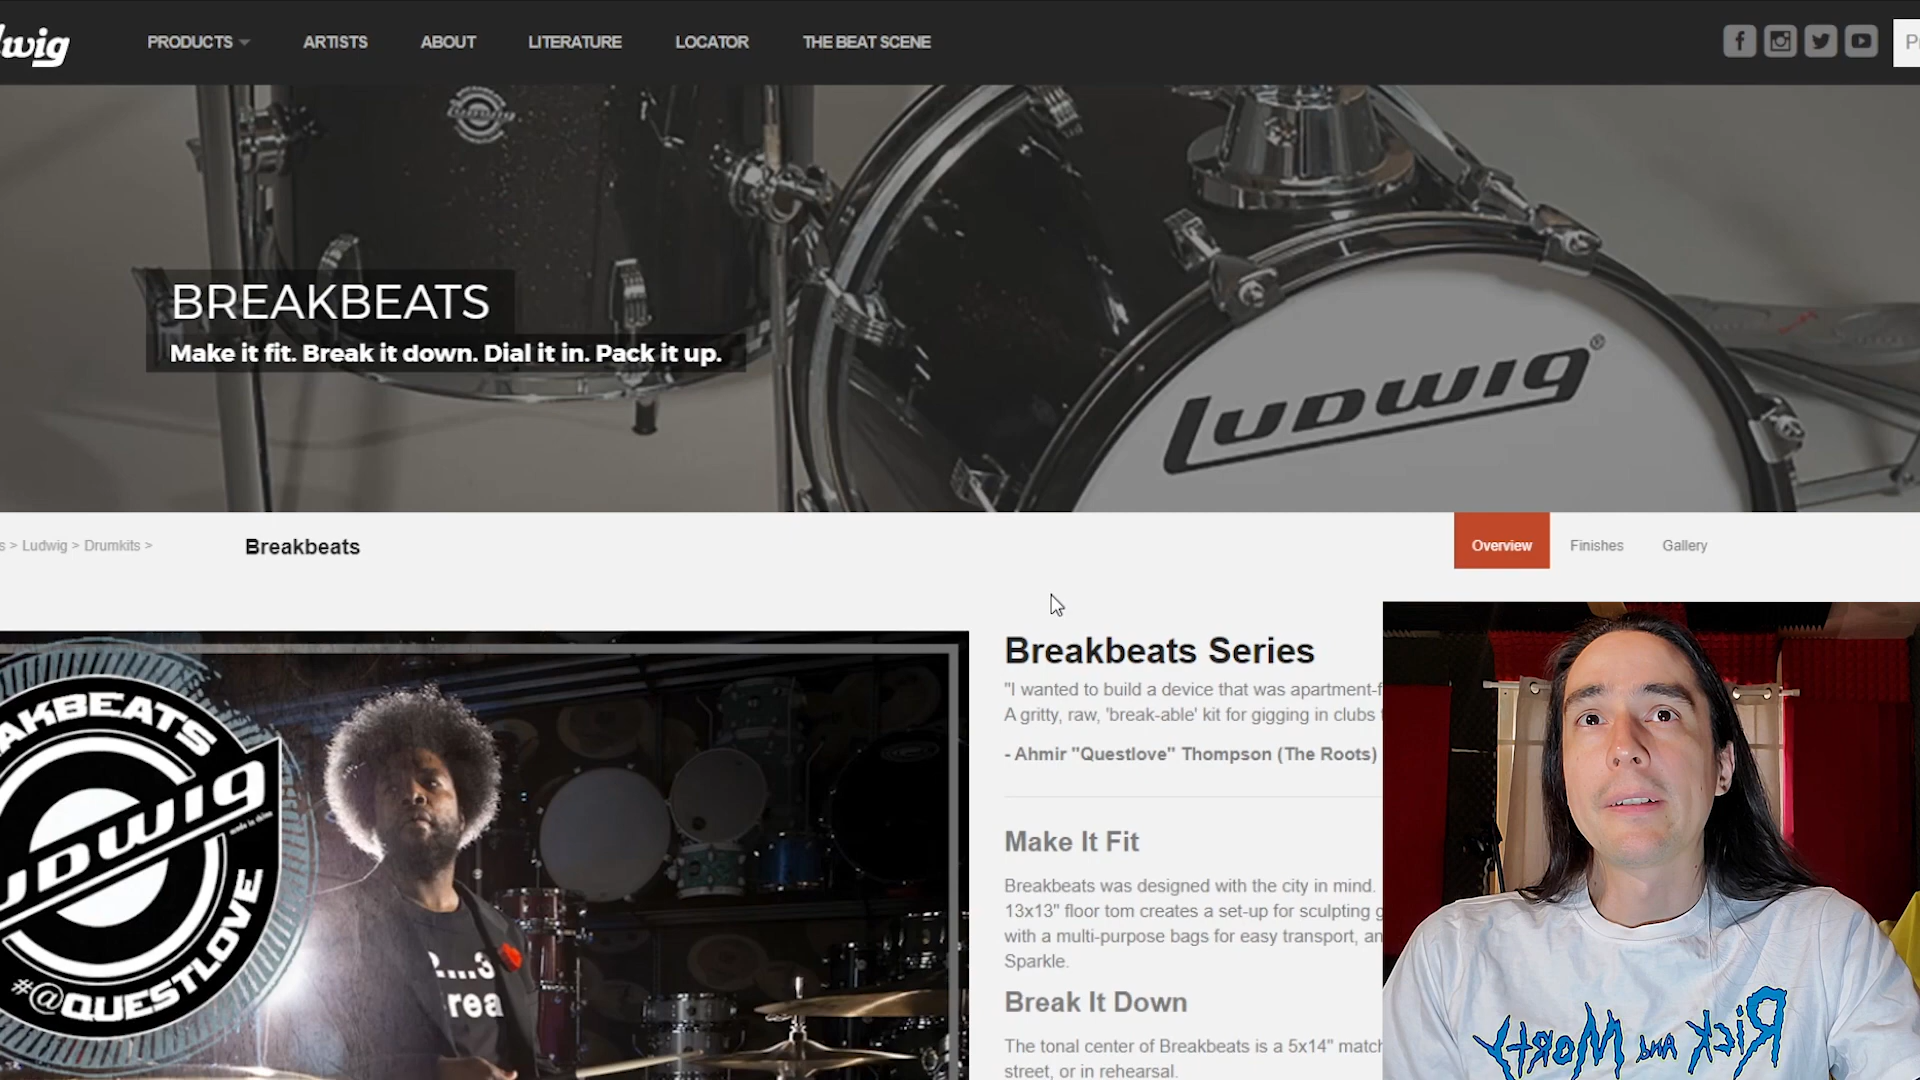 PRODUCTS
ARTISTS
ABOUT
LITERATURE
LOCATOR
THE BEAT SCENE
LUDWIG
BREAKBEATS
Make it fit. Break it down. Dial it in. Pack it up.
LUDWIG®
> Ludwig > Drumkits >
Breakbeats
Overview
Finishes
Gallery
Breakbeats Series
"I wanted to build a device that was
A gritty, raw, 'break-able' kit for gigging in clubs
- Ahmir "Questlove" Thompson (The Roots)
Make It Fit
Breakbeats was designed with the city in mind.
13x13" floor tom creates a set-up for sculpting
with a multi-purpose bags for easy transport,
Sparkle.
Break It Down
The tonal center of Breakbeats is a 5x14"
street, or in rehearsal.
#@QUESTLOVE
Rick and Morty